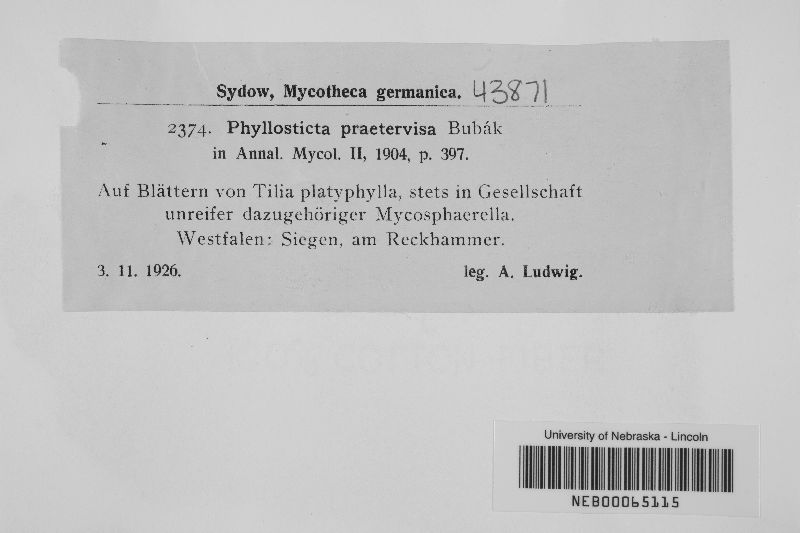 Sydow, Mycotheca germanica. 43871
2374. Phyllosticta praetervisa Bubák
in Annal. Mycol. II, 1904, p. 397.
Auf Blättern von Tilia platyphylla, stets in Gesellschaft
unreifer dazugehöriger Mycosphaerella.
Westfalen: Siegen, am Reckhammer.
3. 11. 1926. leg. A. Ludwig.
University of Nebraska - Lincoln
NEB00065115